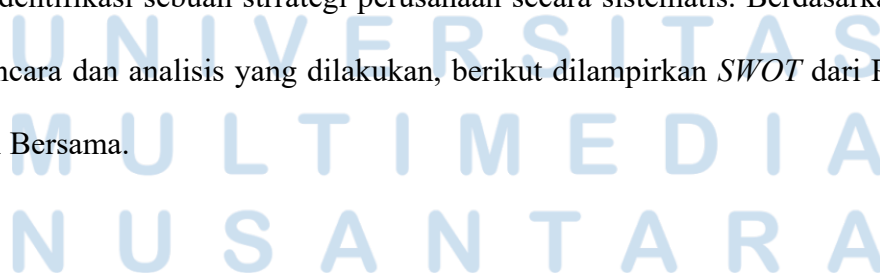 dentifikasi sebuah strategi perusahaan secara sistematis. Berdasarka
UNIVERSITAS
ncara dan analisis yang dilakukan, berikut dilampirkan SWOT dari P
MULTIMEDIA
Bersama.
NUSANTARA